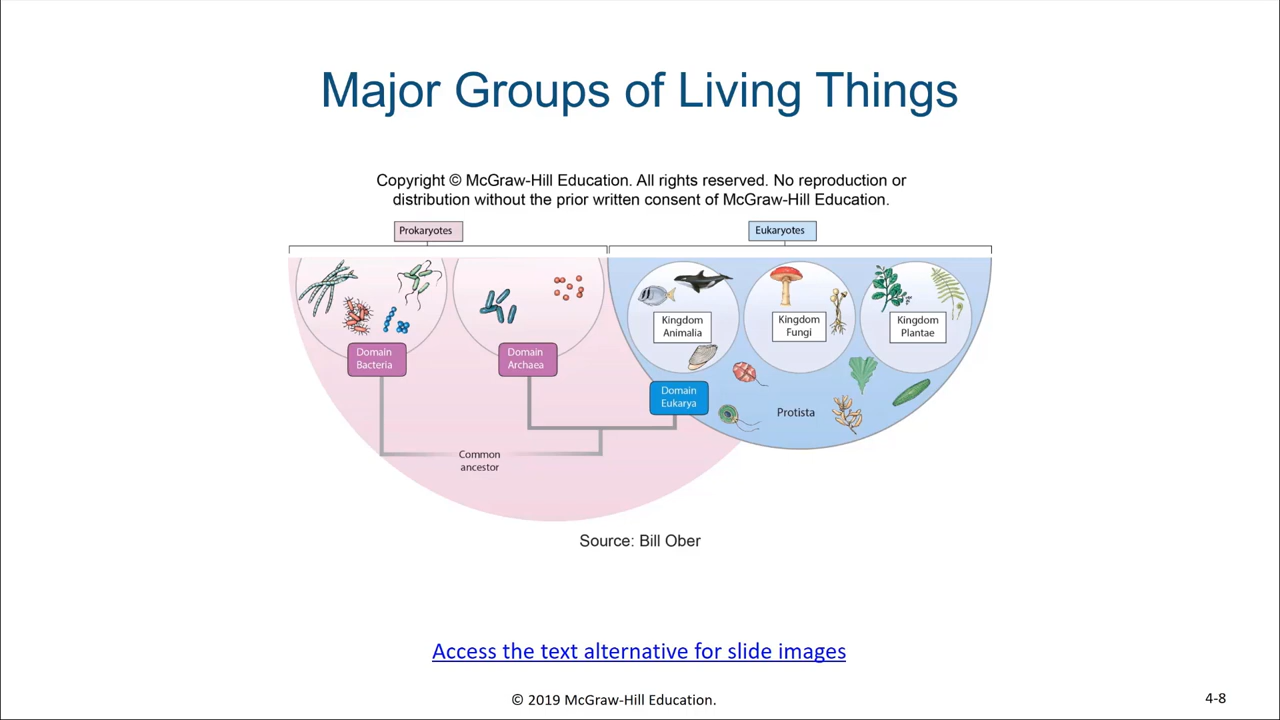 Major Groups of Living Things
Copyright © McGraw-Hill Education. All rights reserved. No reproduction or
distribution without the prior written consent of McGraw-Hill Education.
Prokaryotes
Eukaryotes
Kingdom
Animalia
Kingdom
Fungi
Kingdom
Plantae
Domain
Bacteria
Domain
Archaea
Domain
Eukarya
Protista
Common
ancestor
Source: Bill Ober
Access the text alternative for slide images
© 2019 McGraw-Hill Education.
4-8